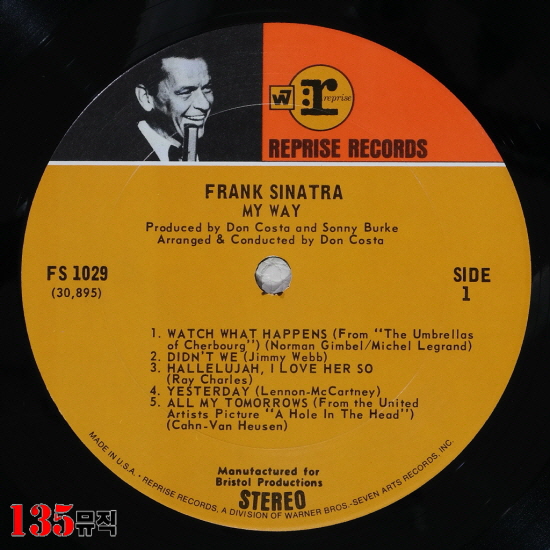 W7
r
reprise
REPRISE RECORDS
FRANK SINATRA
MY WAY
Produced by Don Costa and Sonny Burke
Arranged & Conducted by Don Costa
FS 1029
(30,895)
SIDE
1
1. WATCH WHAT HAPPENS (From "The Umbrellas
of Cherbourg") (Norman Gimbel/Michel Legrand)
2. DIDN'T WE (Jimmy Webb)
3. HALLELUJAH, I LOVE HER SO
(Ray Charles)
4. YESTERDAY (Lennon-McCartney)
5. ALL MY TOMORROWS (From the United
Artists Picture "A Hole In The Head")
(Cahn-Van Heusen)
Manufactured for
Bristol Productions
STEREO
MADE IN U.S.A. • REPRISE RECORDS, A DIVISION OF WARNER BROS.-SEVEN ARTS RECORDS, INC.
135뮤직